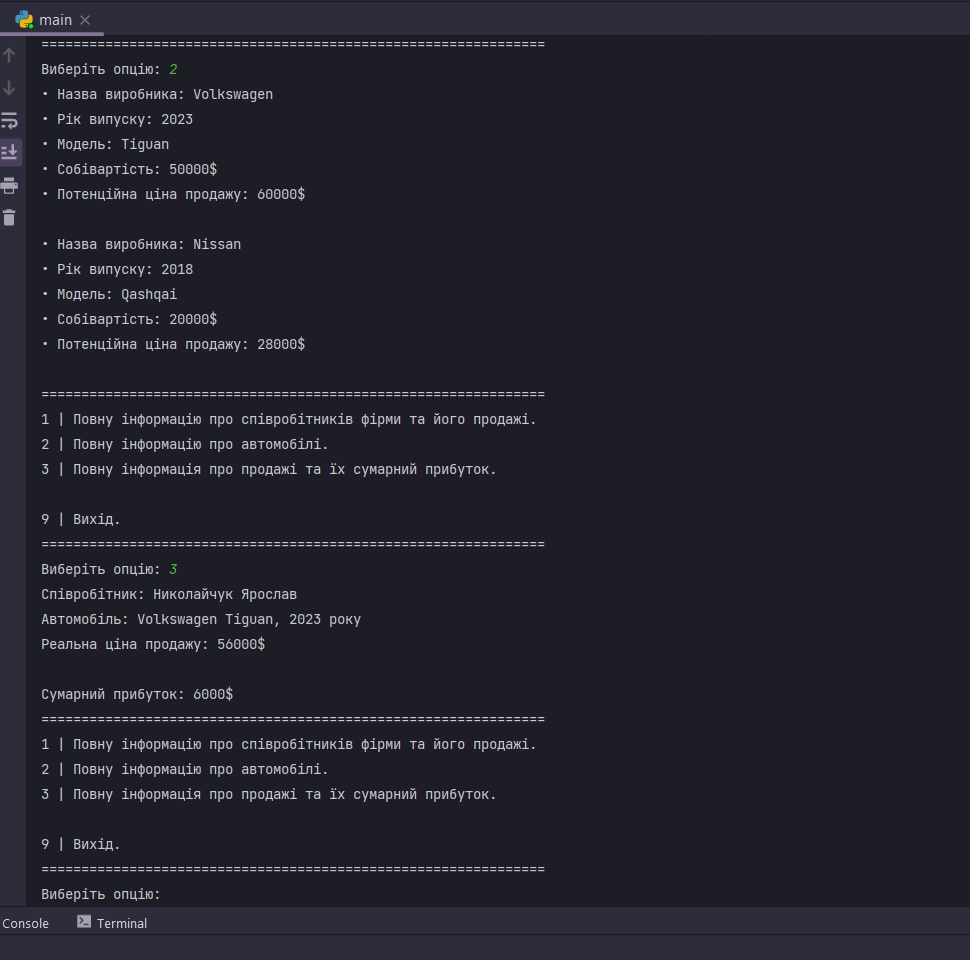 main
===============================================================
Виберіть опцію: 2
• Назва виробника: Volkswagen
• Рік випуску: 2023
• Модель: Tiguan
• Собівартість: 50000$
• Потенційна ціна продажу: 60000$
• Назва виробника: Nissan
• Рік випуску: 2018
• Модель: Qashqai
• Собівартість: 20000$
• Потенційна ціна продажу: 28000$
===============================================================
1 | Повну інформацію про співробітників фірми та його продажі.
2 | Повну інформацію про автомобілі.
3 | Повну інформація про продажі та їх сумарний прибуток.
9 | Вихід.
===============================================================
Виберіть опцію: 3
Співробітник: Николайчук Ярослав
Автомобіль: Volkswagen Tiguan, 2023 року
Реальна ціна продажу: 56000$
Сумарний прибуток: 6000$
===============================================================
1 | Повну інформацію про співробітників фірми та його продажі.
2 | Повну інформацію про автомобілі.
3 | Повну інформація про продажі та їх сумарний прибуток.
9 | Вихід.
===============================================================
Виберіть опцію:
Console
Terminal